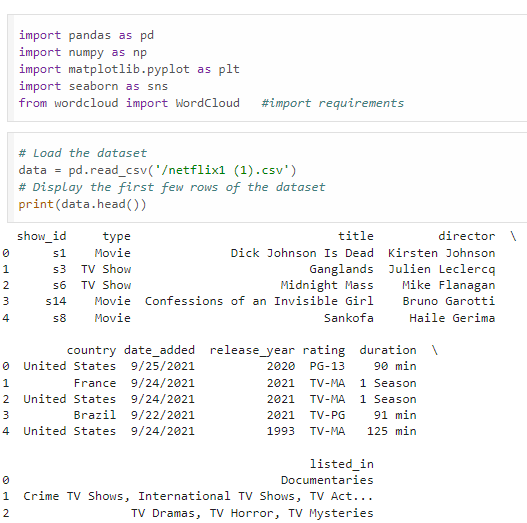 import pandas as pd
import numpy as np
import matplotlib.pyplot as plt
import seaborn as sns
from wordcloud import WordCloud   #import requirements
# Load the dataset
data = pd.read_csv('/netflix1 (1).csv')
# Display the first few rows of the dataset
print(data.head())
  show_id     type                             title         director  \
0      s1    Movie              Dick Johnson Is Dead  Kirsten Johnson
1      s3  TV Show                         Ganglands  Julien Leclercq
2      s6  TV Show                     Midnight Mass    Mike Flanagan
3     s14    Movie  Confessions of an Invisible Girl    Bruno Garotti
4      s8    Movie                           Sankofa     Haile Gerima
         country date_added  release_year rating  duration  \
0  United States  9/25/2021          2020  PG-13    90 min
1         France  9/24/2021          2021  TV-MA  1 Season
2  United States  9/24/2021          2021  TV-MA  1 Season
3         Brazil  9/22/2021          2021  TV-PG    91 min
4  United States  9/24/2021          1993  TV-MA   125 min
                                           listed_in
0                                      Documentaries
1  Crime TV Shows, International TV Shows, TV Act...
2                 TV Dramas, TV Horror, TV Mysteries